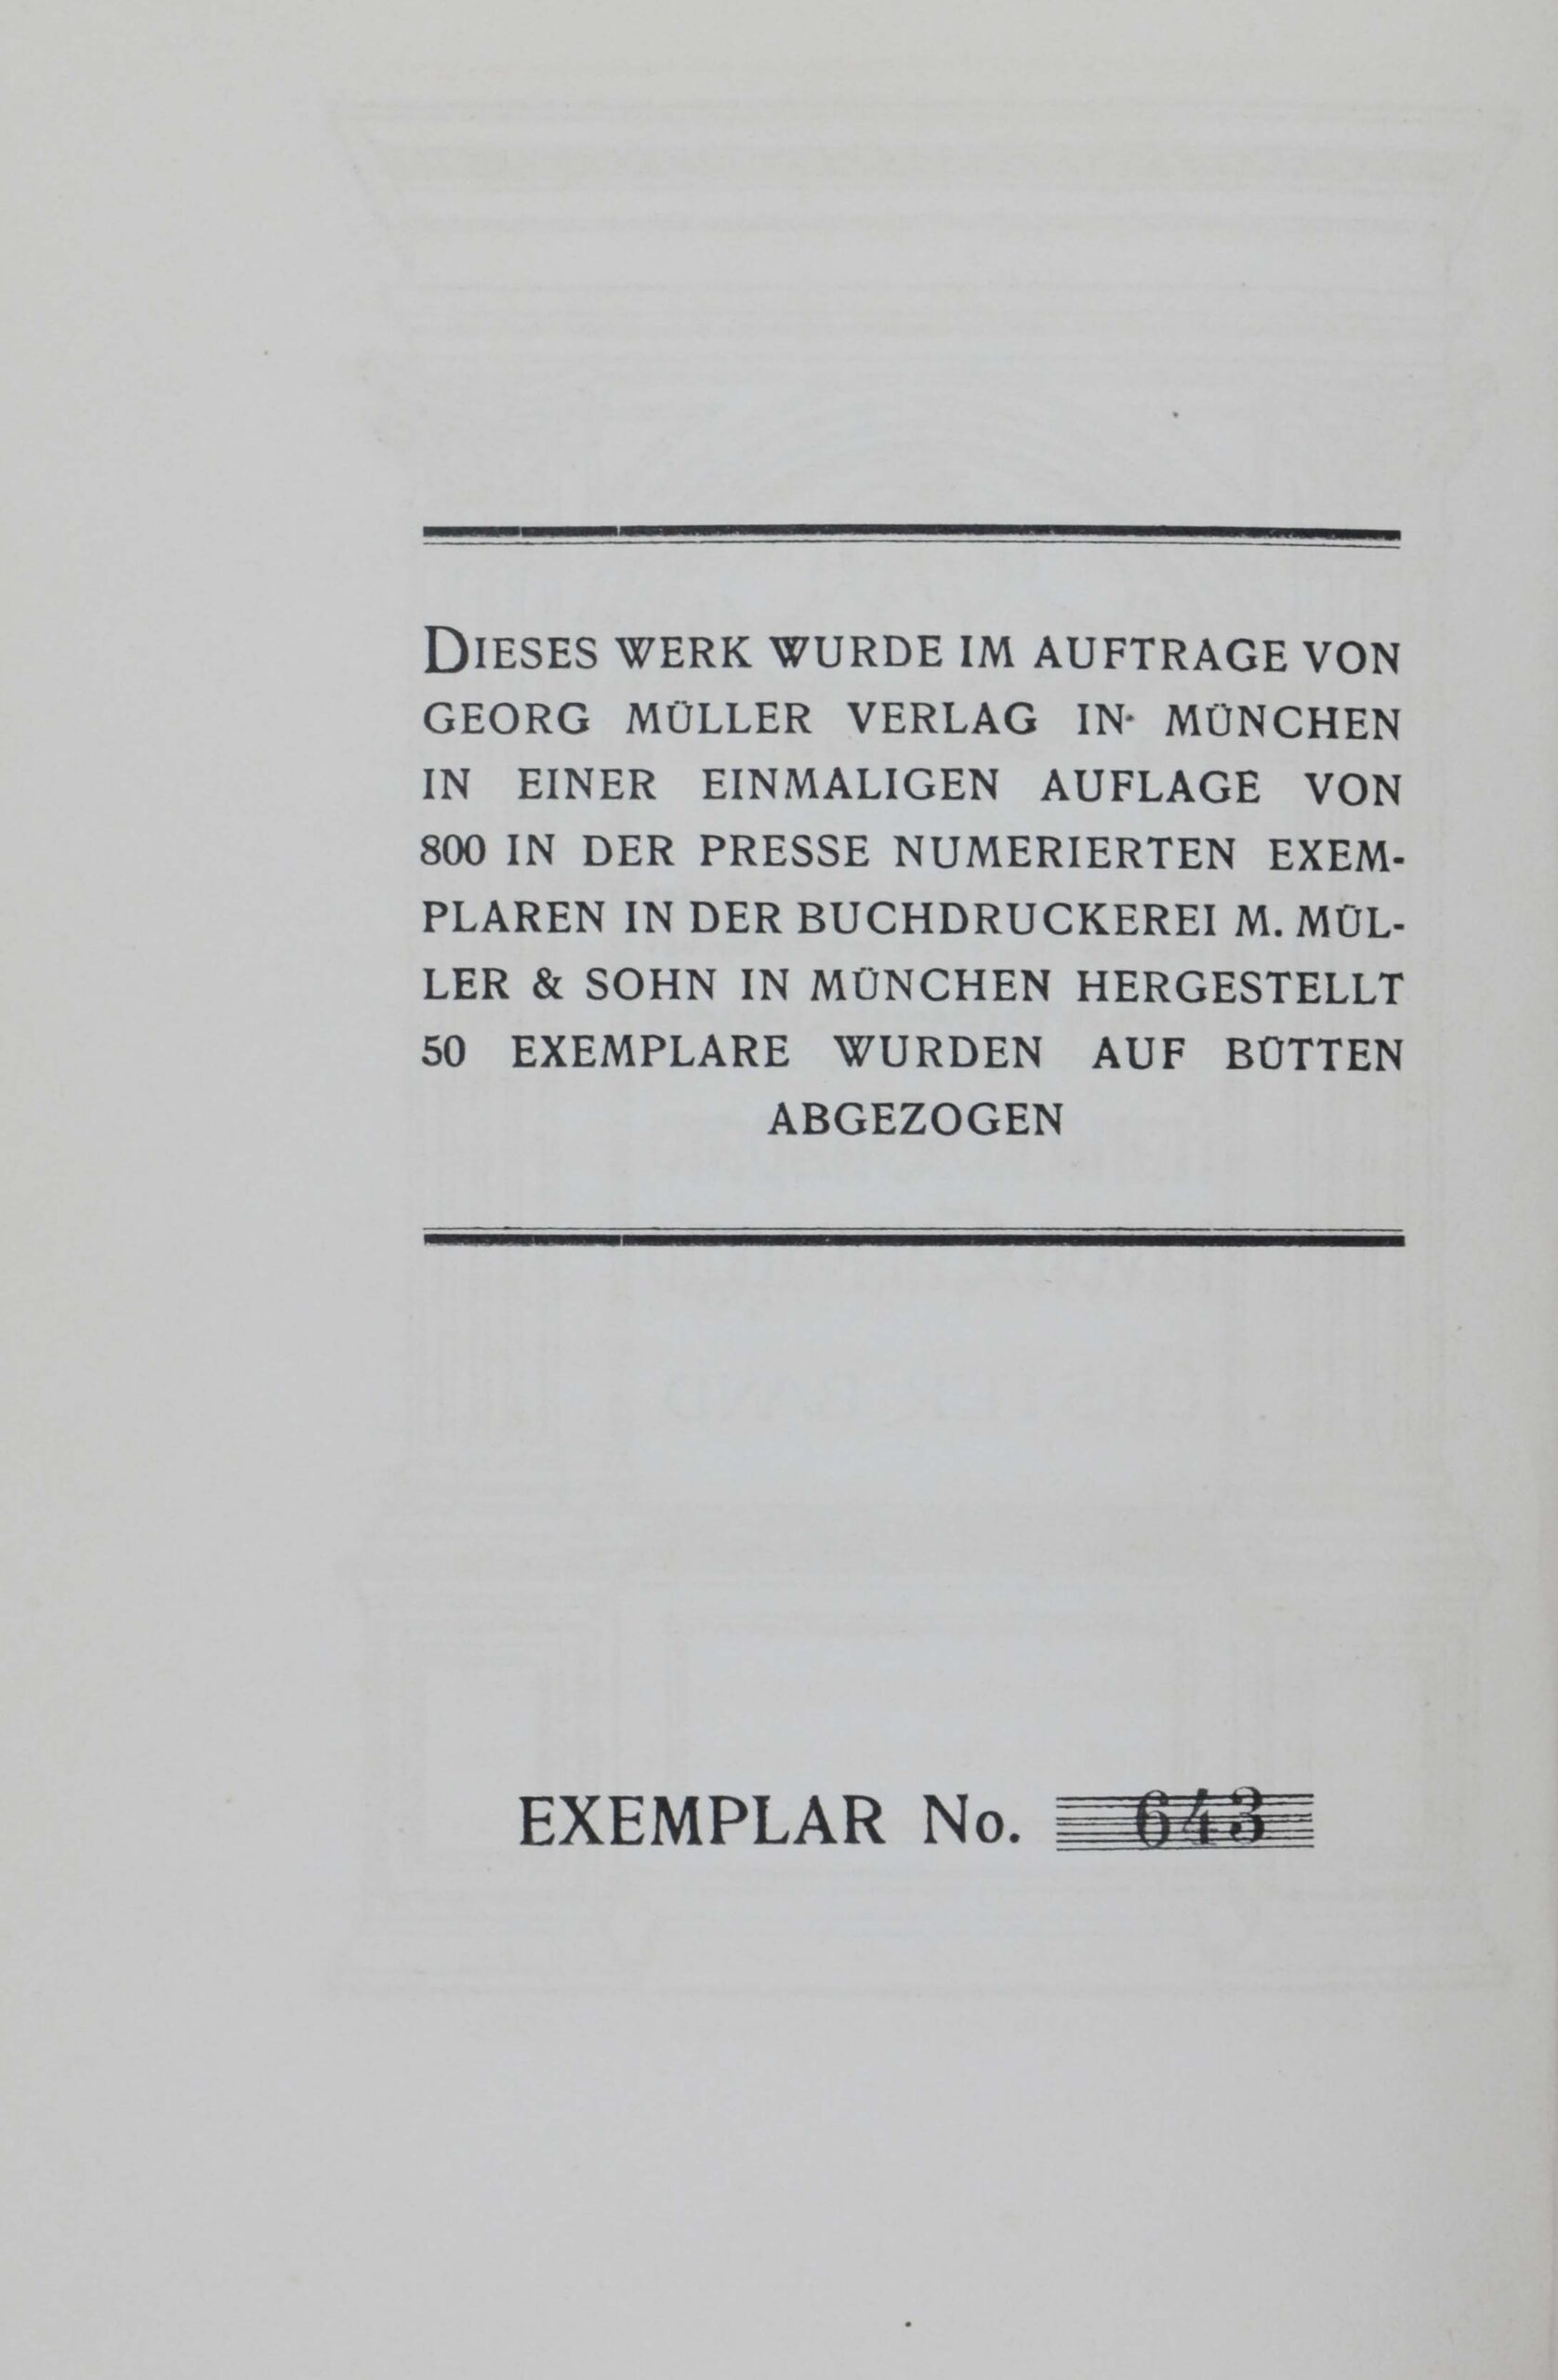 DIESES WERK WURDE IM AUFTRAGE VON
GEORG MÜLLER VERLAG IN MÜNCHEN
IN EINER EINMALIGEN AUFLAGE VON
800 IN DER PRESSE NUMERIERTEN EXEM-
PLAREN IN DER BUCHDRUCKEREI M. MÜL-
LER & SOHN IN MÜNCHEN HERGESTELLT
50 EXEMPLARE WURDEN AUF BÜTTEN
ABGEZOGEN
EXEMPLAR No. 643